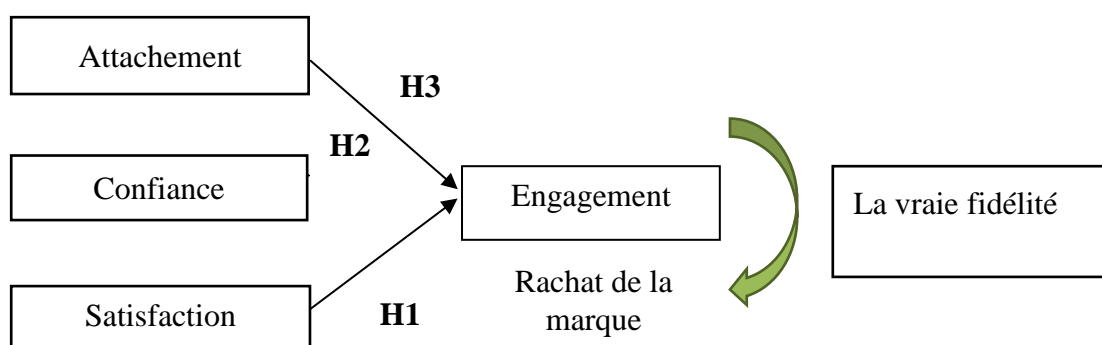 Attachement
H3
H2
Confiance
Engagement
La vraie fidélité
Rachat de la
marque
Satisfaction
H1